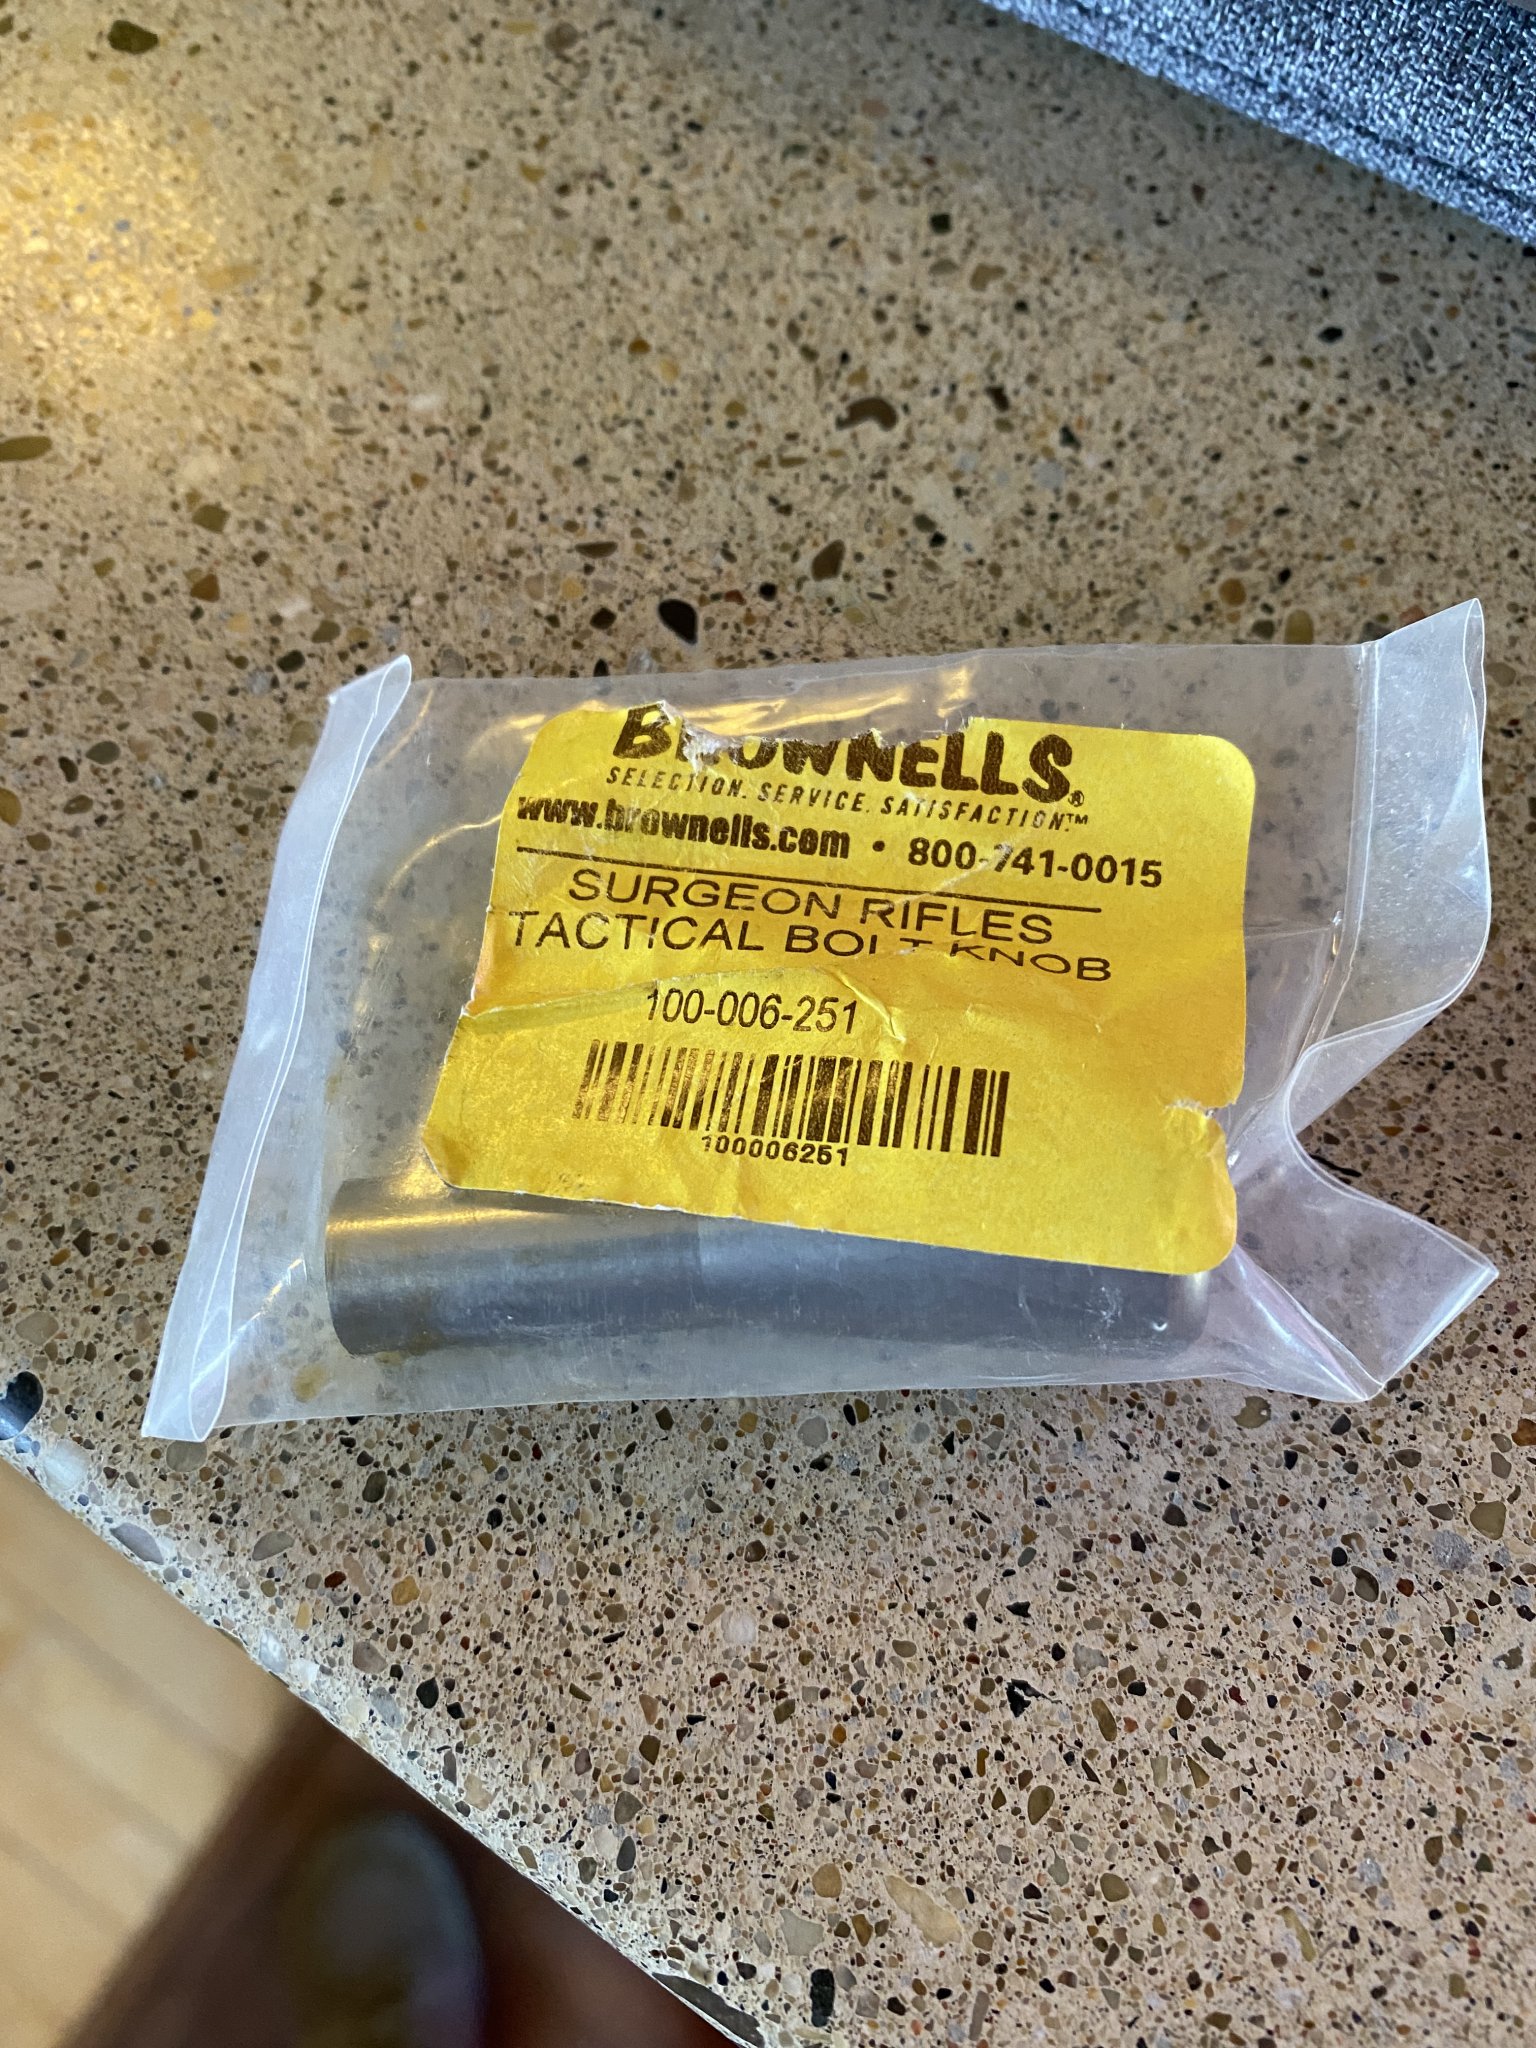 BROWNELLS®
SELECTION. SERVICE. SATISFACTION.™
www.brownells.com • 800-741-0015
SURGEON RIFLES
TACTICAL BOLT KNOB
100-006-251
100006251